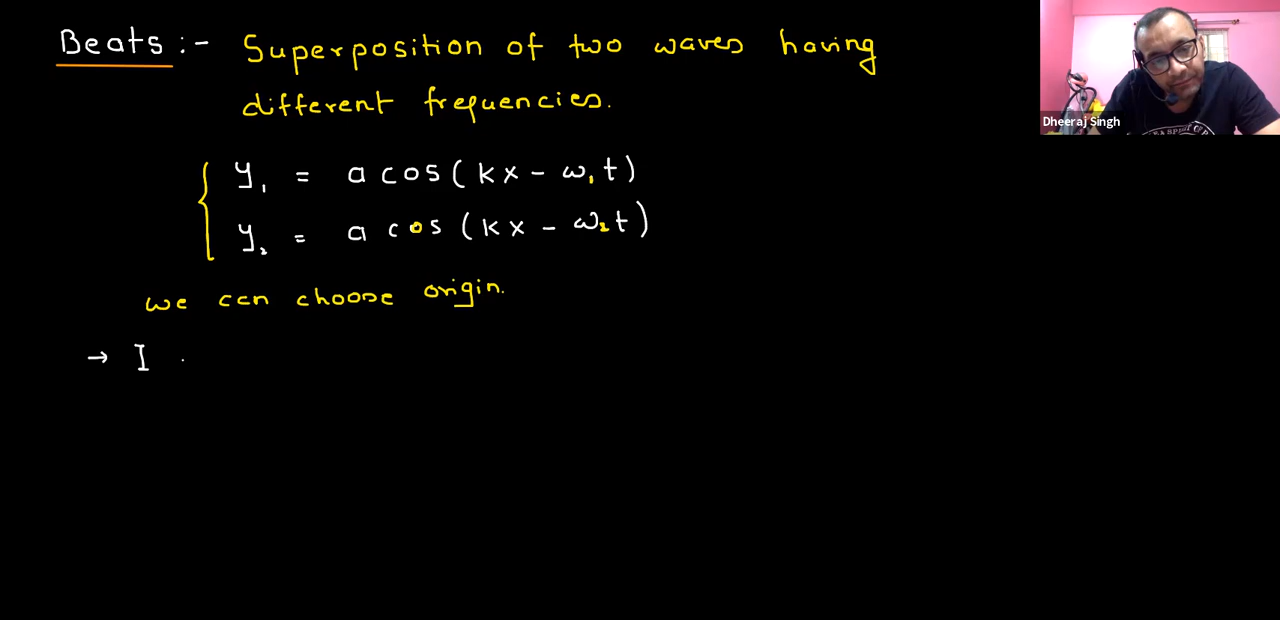 Beats :- Superposition of two waves having
different frequencies.
y₁ = a cos(kx - ω₁t)
y₂ = a cos(kx - ω₂t)
we can choose origin.
→ I
Dheeraj Singh